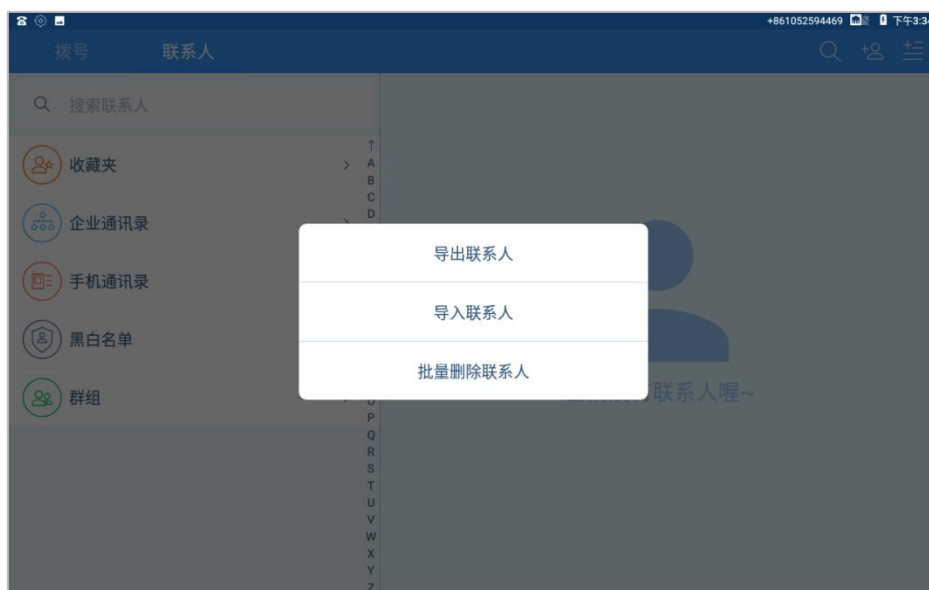 +861052594469 下午3:34
拨号 联系人
搜索联系人
收藏夹
企业通讯录
手机通讯录
黑白名单
群组
↑
A
B
C
D
P
Q
R
S
T
U
V
W
X
Y
Z
导出联系人
导入联系人
批量删除联系人
联系人喔~